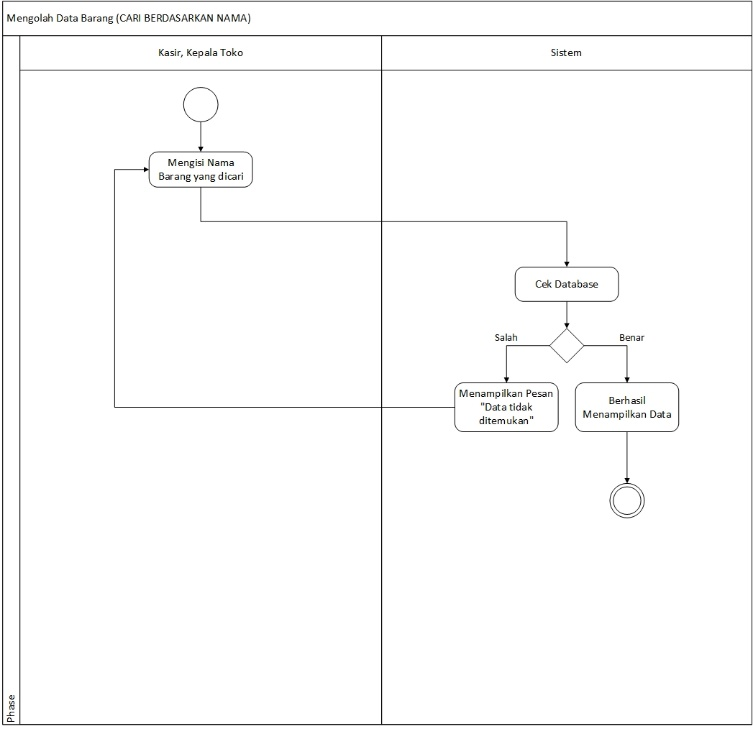 Mengolah Data Barang (CARI BERDASARKAN NAMA)
Kasir, Kepala Toko
Sistem
Mengisi Nama
Barang yang dicari
Cek Database
Salah
Benar
Menampilkan Pesan
"Data tidak
ditemukan"
Berhasil
Menampilkan Data
Phase